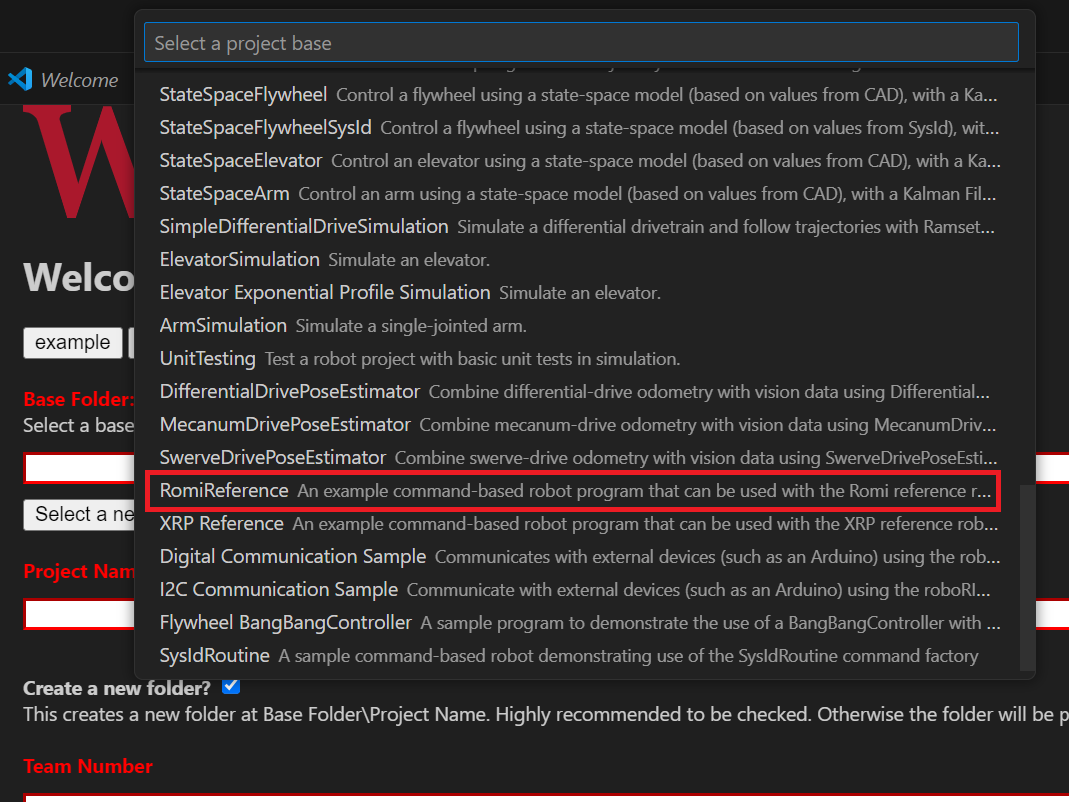 Select a project base
Welcome
StateSpaceFlywheel Control a flywheel using a state-space model (based on values from CAD), with a Ka...
StateSpaceFlywheelSysId Control a flywheel using a state-space model (based on values from SysId), wit...
StateSpaceElevator Control an elevator using a state-space model (based on values from CAD), with a Ka...
StateSpaceArm Control an arm using a state-space model (based on values from CAD), with a Kalman Fil...
SimpleDifferentialDriveSimulation Simulate a differential drivetrain and follow trajectories with Ramset...
ElevatorSimulation Simulate an elevator.
Elevator Exponential Profile Simulation Simulate an elevator.
ArmSimulation Simulate a single-jointed arm.
UnitTesting Test a robot project with basic unit tests in simulation.
DifferentialDrivePoseEstimator Combine differential-drive odometry with vision data using Differential...
MecanumDrivePoseEstimator Combine mecanum-drive odometry with vision data using MecanumDriv...
SwerveDrivePoseEstimator Combine swerve-drive odometry with vision data using SwerveDrivePoseEsti...
RomiReference An example command-based robot program that can be used with the Romi reference r...
XRP Reference An example command-based robot program that can be used with the XRP reference rob...
Digital Communication Sample Communicates with external devices (such as an Arduino) using the rob...
I2C Communication Sample Communicate with external devices (such as an Arduino) using the roboRI...
Flywheel BangBangController A sample program to demonstrate the use of a BangBangController with ...
SysIdRoutine A sample command-based robot demonstrating use of the SysIdRoutine command factory
W
Welco
example
Base Folder:
Select a base
Select a ne
Project Nam
Create a new folder?
This creates a new folder at Base Folder\Project Name. Highly recommended to be checked. Otherwise the folder will be p
Team Number